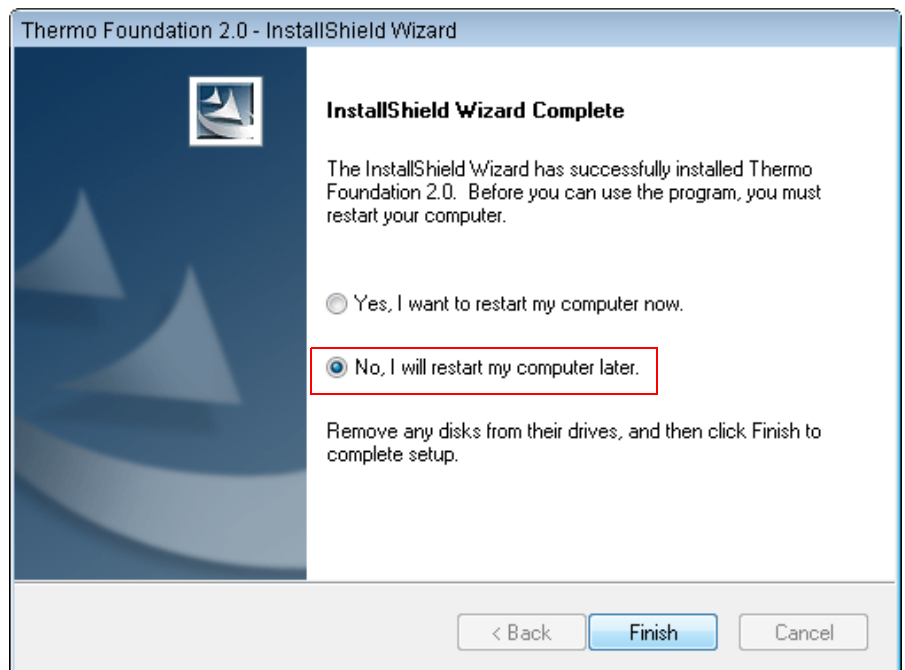 Thermo Foundation 2.0 - InstallShield Wizard
InstallShield Wizard Complete
The InstallShield Wizard has successfully installed Thermo
Foundation 2.0.  Before you can use the program, you must
restart your computer.
Yes, I want to restart my computer now.
No, I will restart my computer later.
Remove any disks from their drives, and then click Finish to
complete setup.
< Back
Finish
Cancel